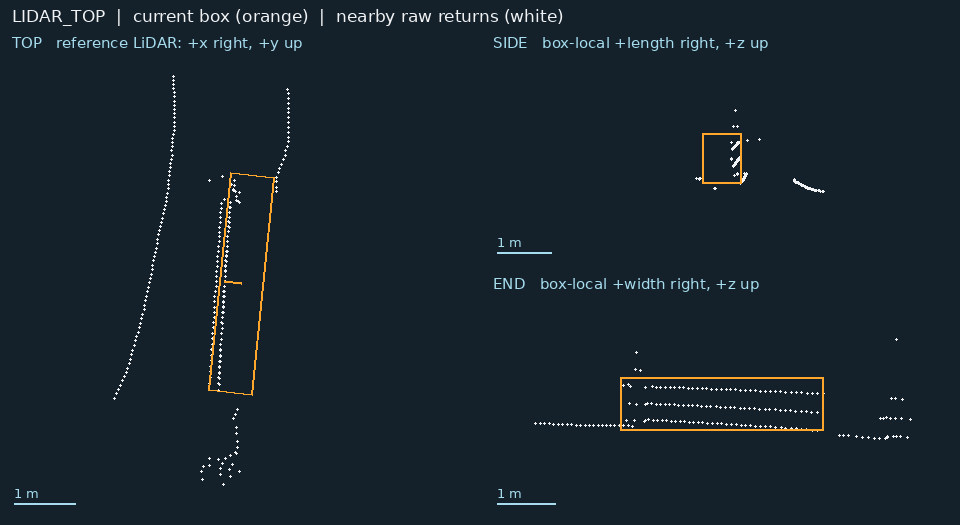 LIDAR_TOP | current box (orange) | nearby raw returns (white)
TOP reference LiDAR: +x right, +y up
SIDE box-local +length right, +z up
1 m
END box-local +width right, +z up
1 m
1 m